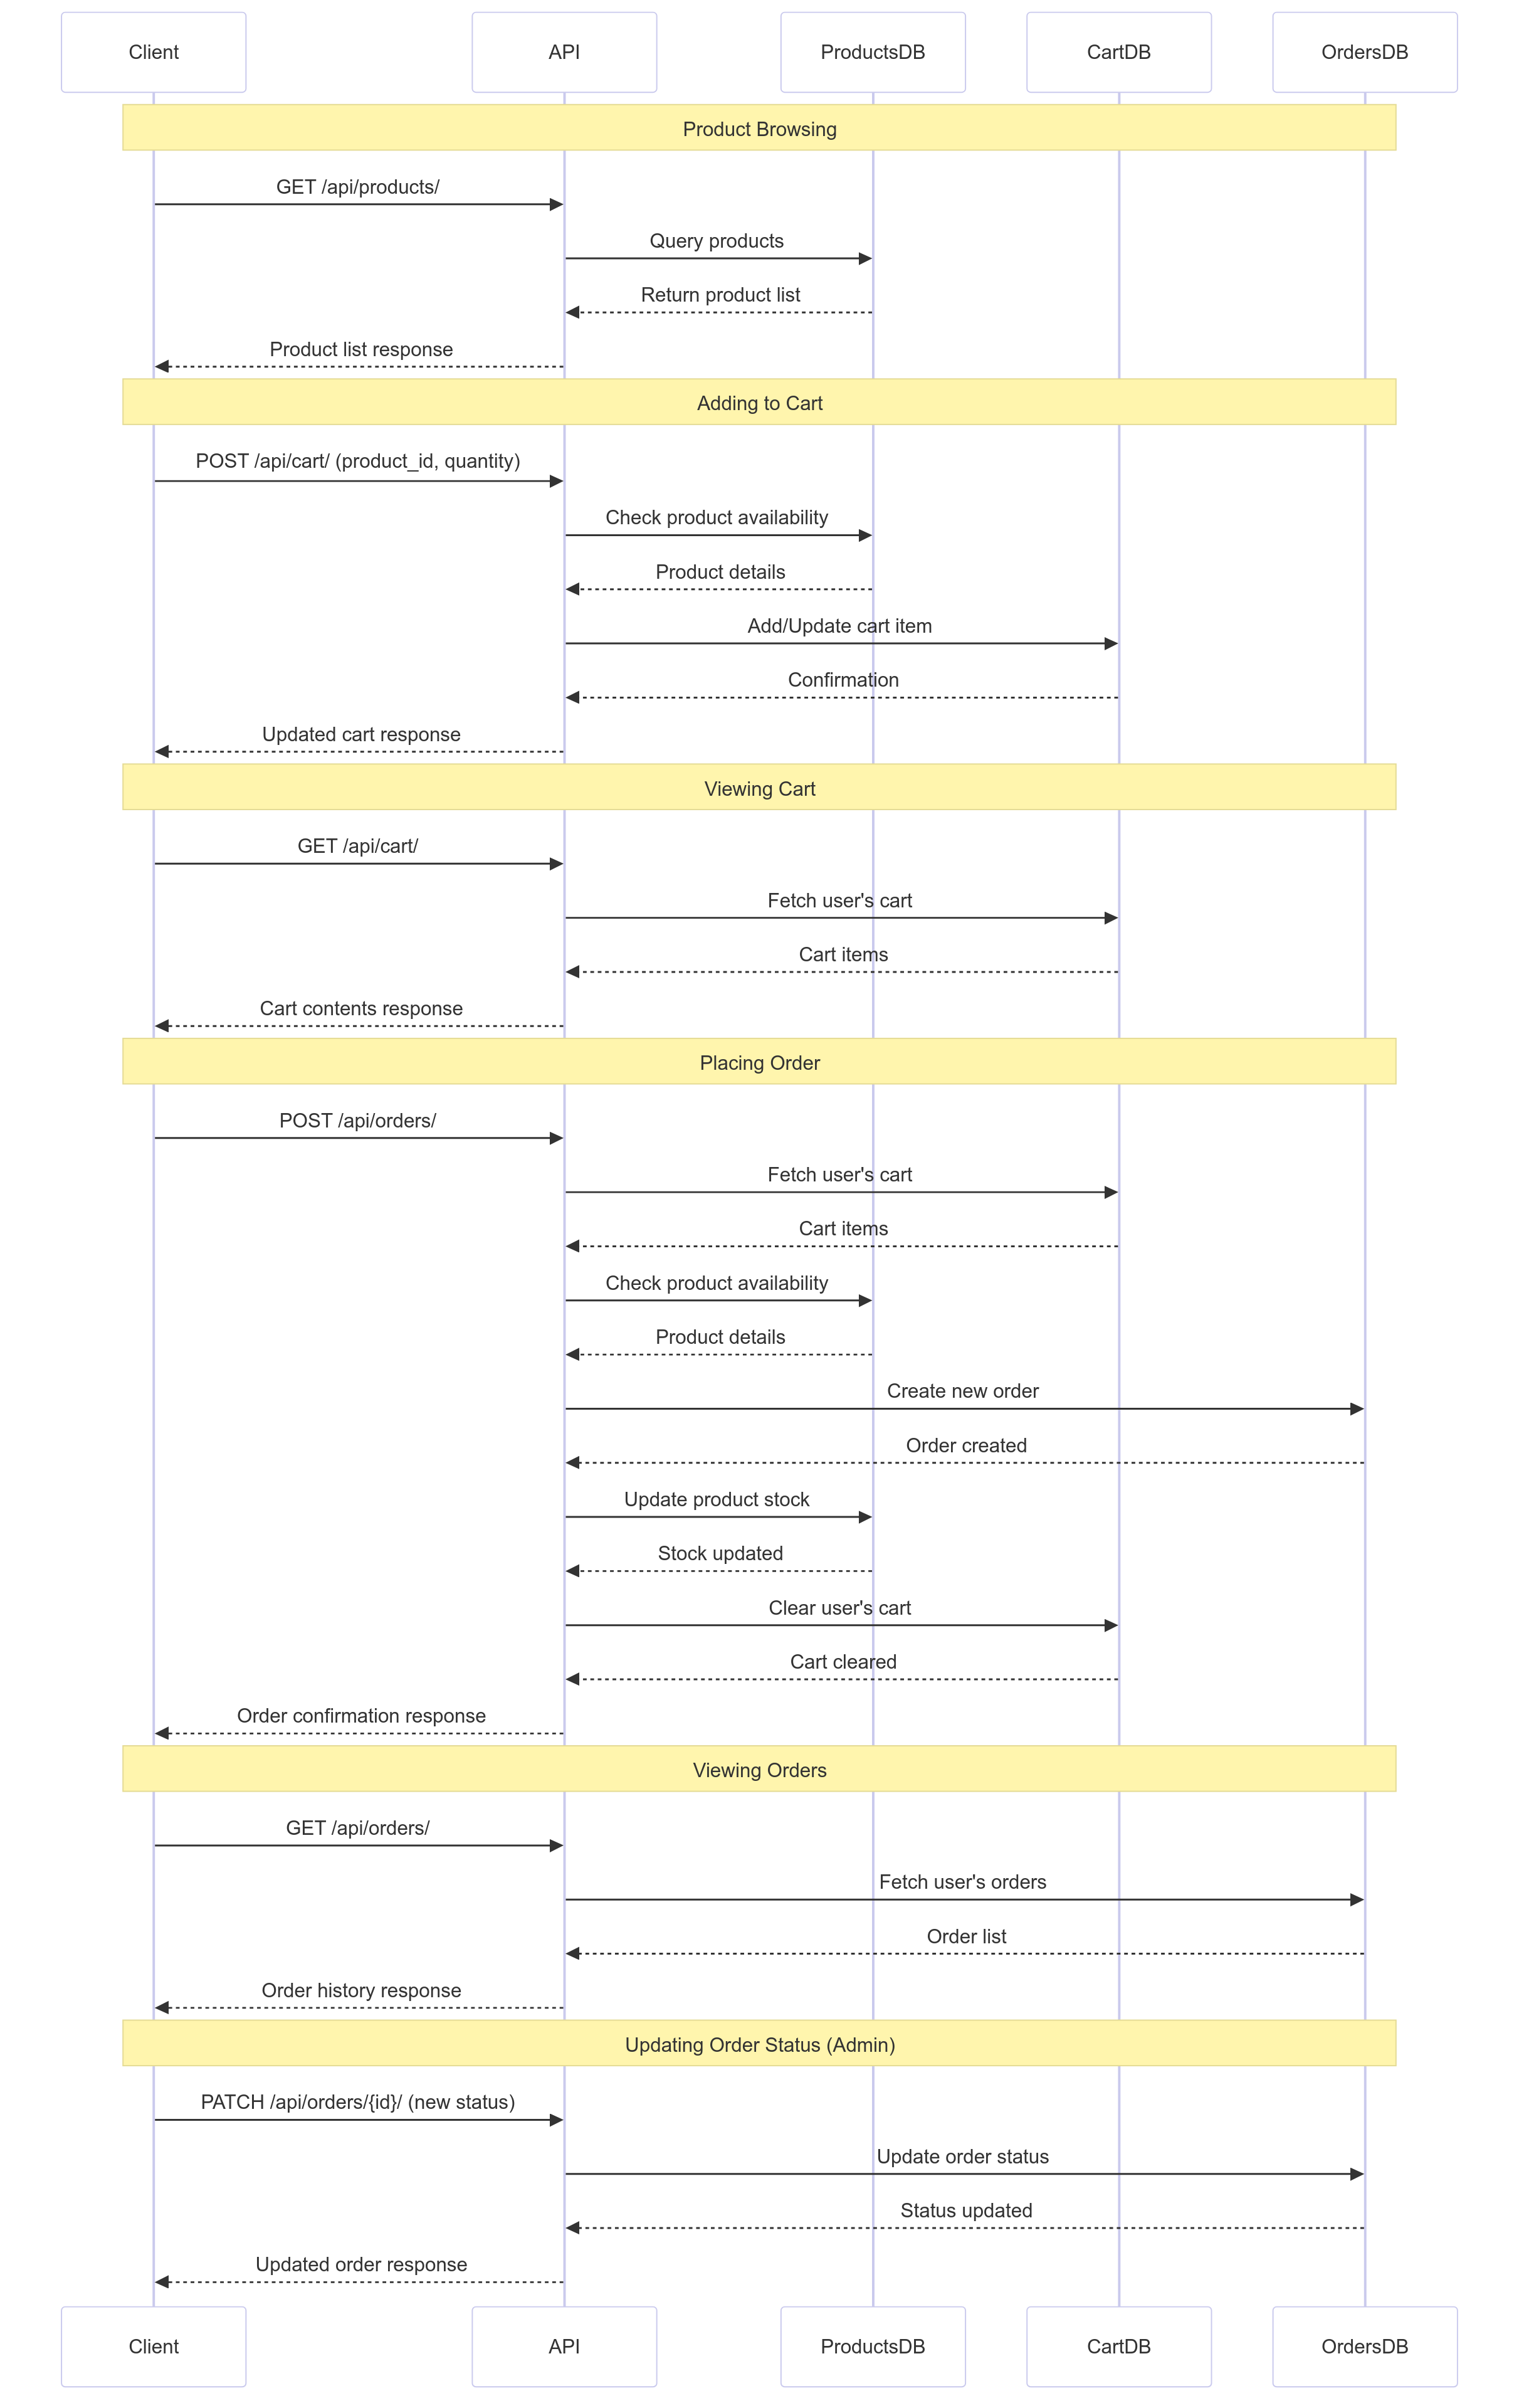 Client
API
ProductsDB
CartDB
OrdersDB
Product Browsing
GET /api/products/
Query products
Return product list
Product list response
Adding to Cart
POST /api/cart/ (product_id, quantity)
Check product availability
Product details
Add/Update cart item
Confirmation
Updated cart response
Viewing Cart
GET /api/cart/
Fetch user's cart
Cart items
Cart contents response
Placing Order
POST /api/orders/
Fetch user's cart
Cart items
Check product availability
Product details
Create new order
Order created
Update product stock
Stock updated
Clear user's cart
Cart cleared
Order confirmation response
Viewing Orders
GET /api/orders/
Fetch user's orders
Order list
Order history response
Updating Order Status (Admin)
PATCH /api/orders/{id}/ (new status)
Update order status
Status updated
Updated order response
Client
API
ProductsDB
CartDB
OrdersDB